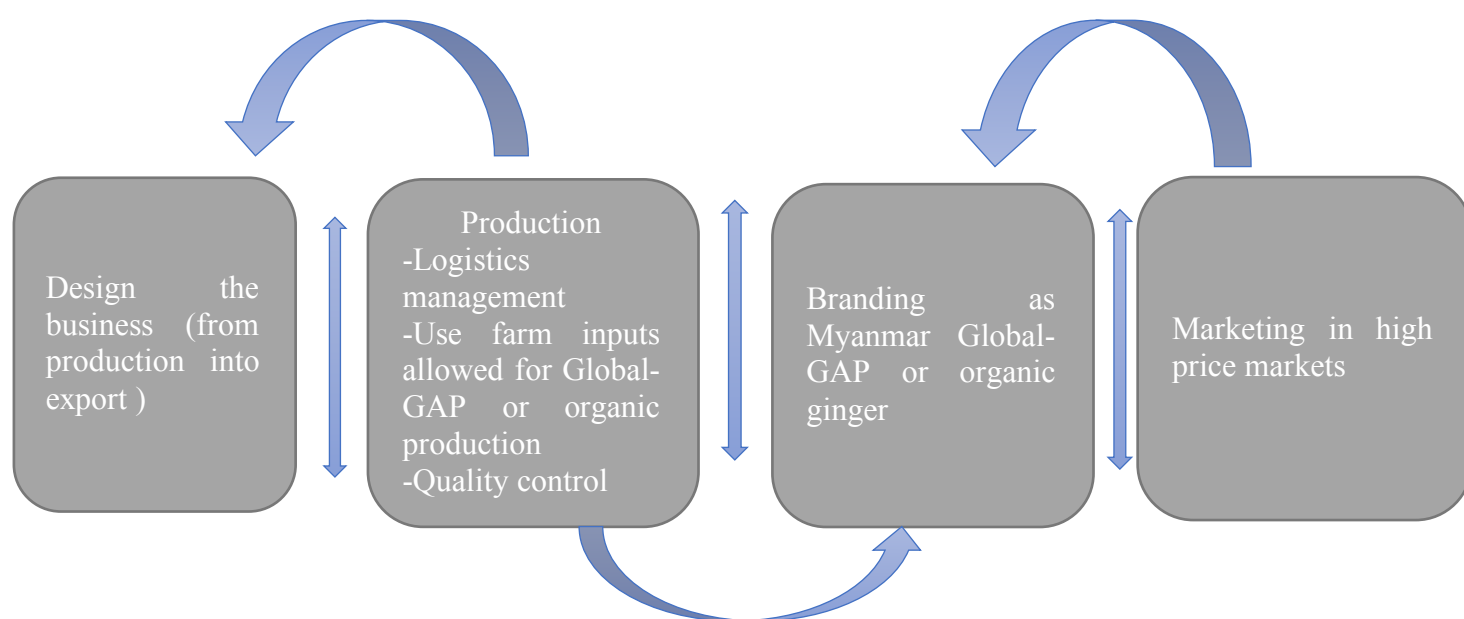 Design the
business (from
production into
export )
Production
-Logistics
management
-Use farm inputs
allowed for Global-
GAP or organic
production
-Quality control
Branding as
Myanmar Global-
GAP or organic
ginger
Marketing in high
price markets